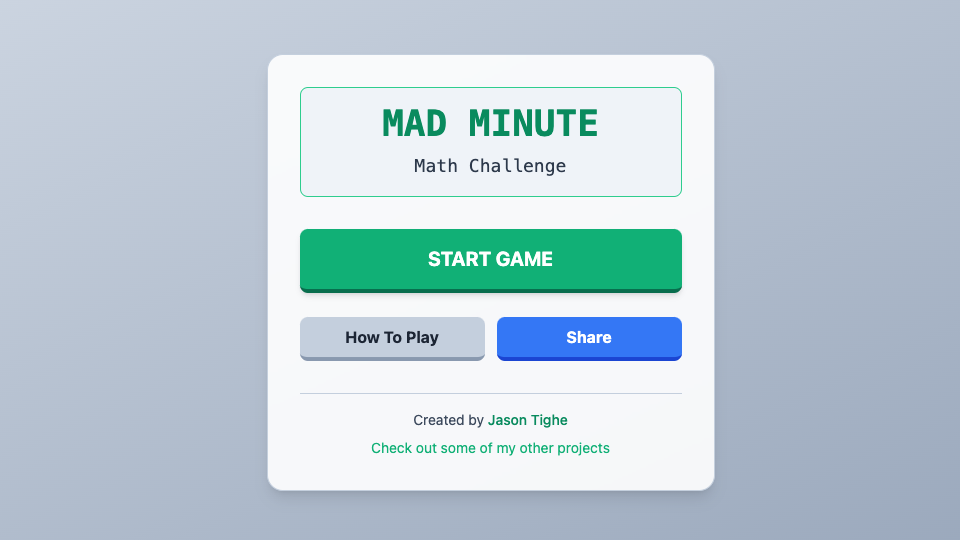 MAD MINUTE
Math Challenge
START GAME
How To Play
Share
Created by Jason Tighe
Check out some of my other projects